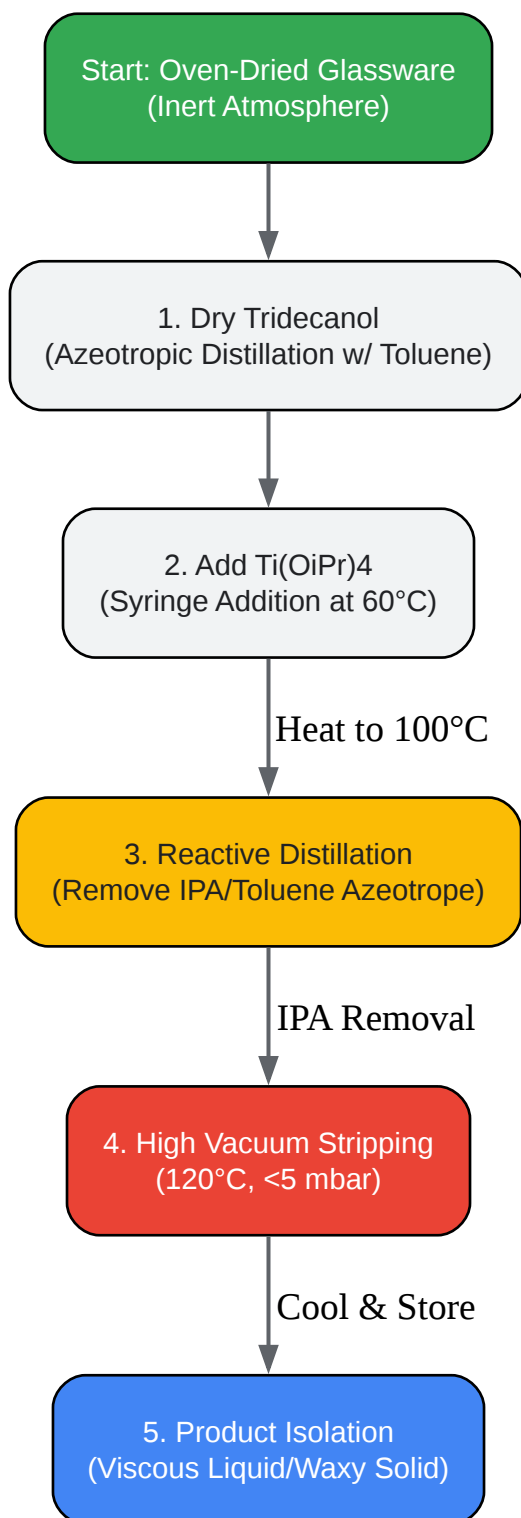 Start: Oven-Dried Glassware
(Inert Atmosphere)
1. Dry Tridecanol
(Azeotropic Distillation w/ Toluene)
2. Add Ti(OiPr)4
(Syringe Addition at 60°C)
Heat to 100°C
3. Reactive Distillation
(Remove IPA/Toluene Azeotrope)
IPA Removal
4. High Vacuum Stripping
(120°C, <5 mbar)
Cool & Store
5. Product Isolation
(Viscous Liquid/Waxy Solid)